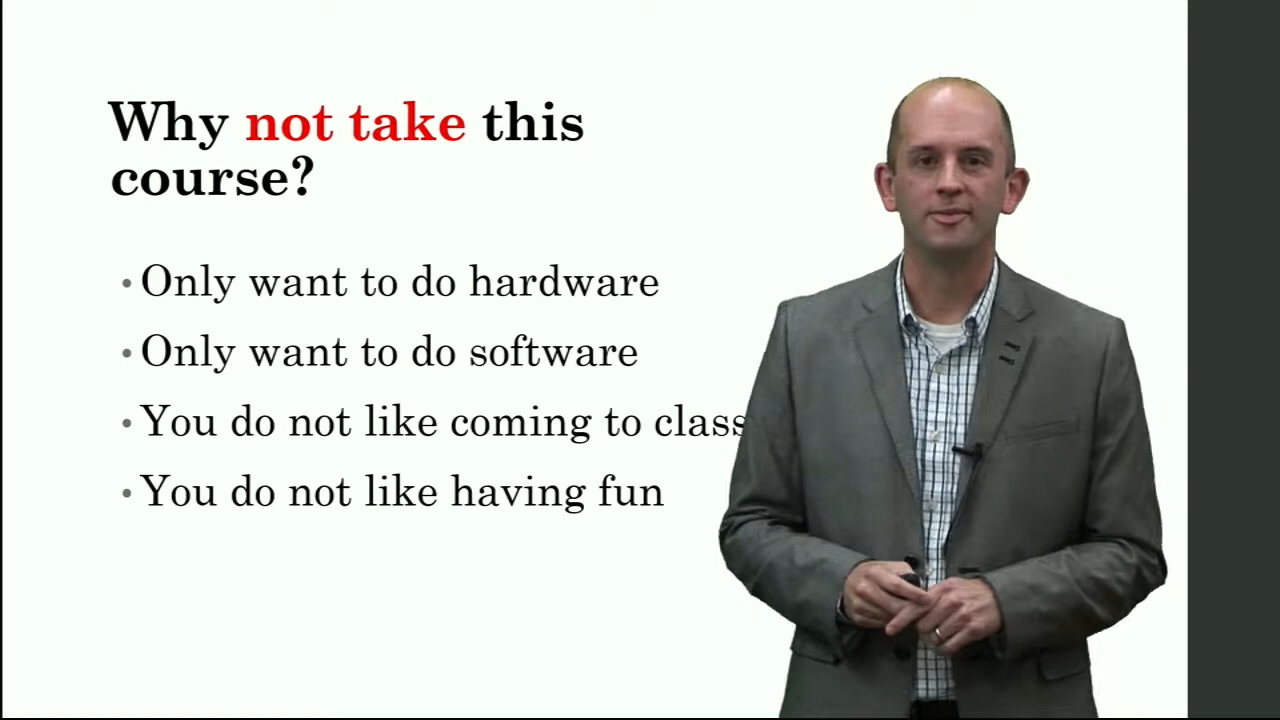 Why not take this
course?
• Only want to do hardware
• Only want to do software
• You do not like coming to class
• You do not like having fun